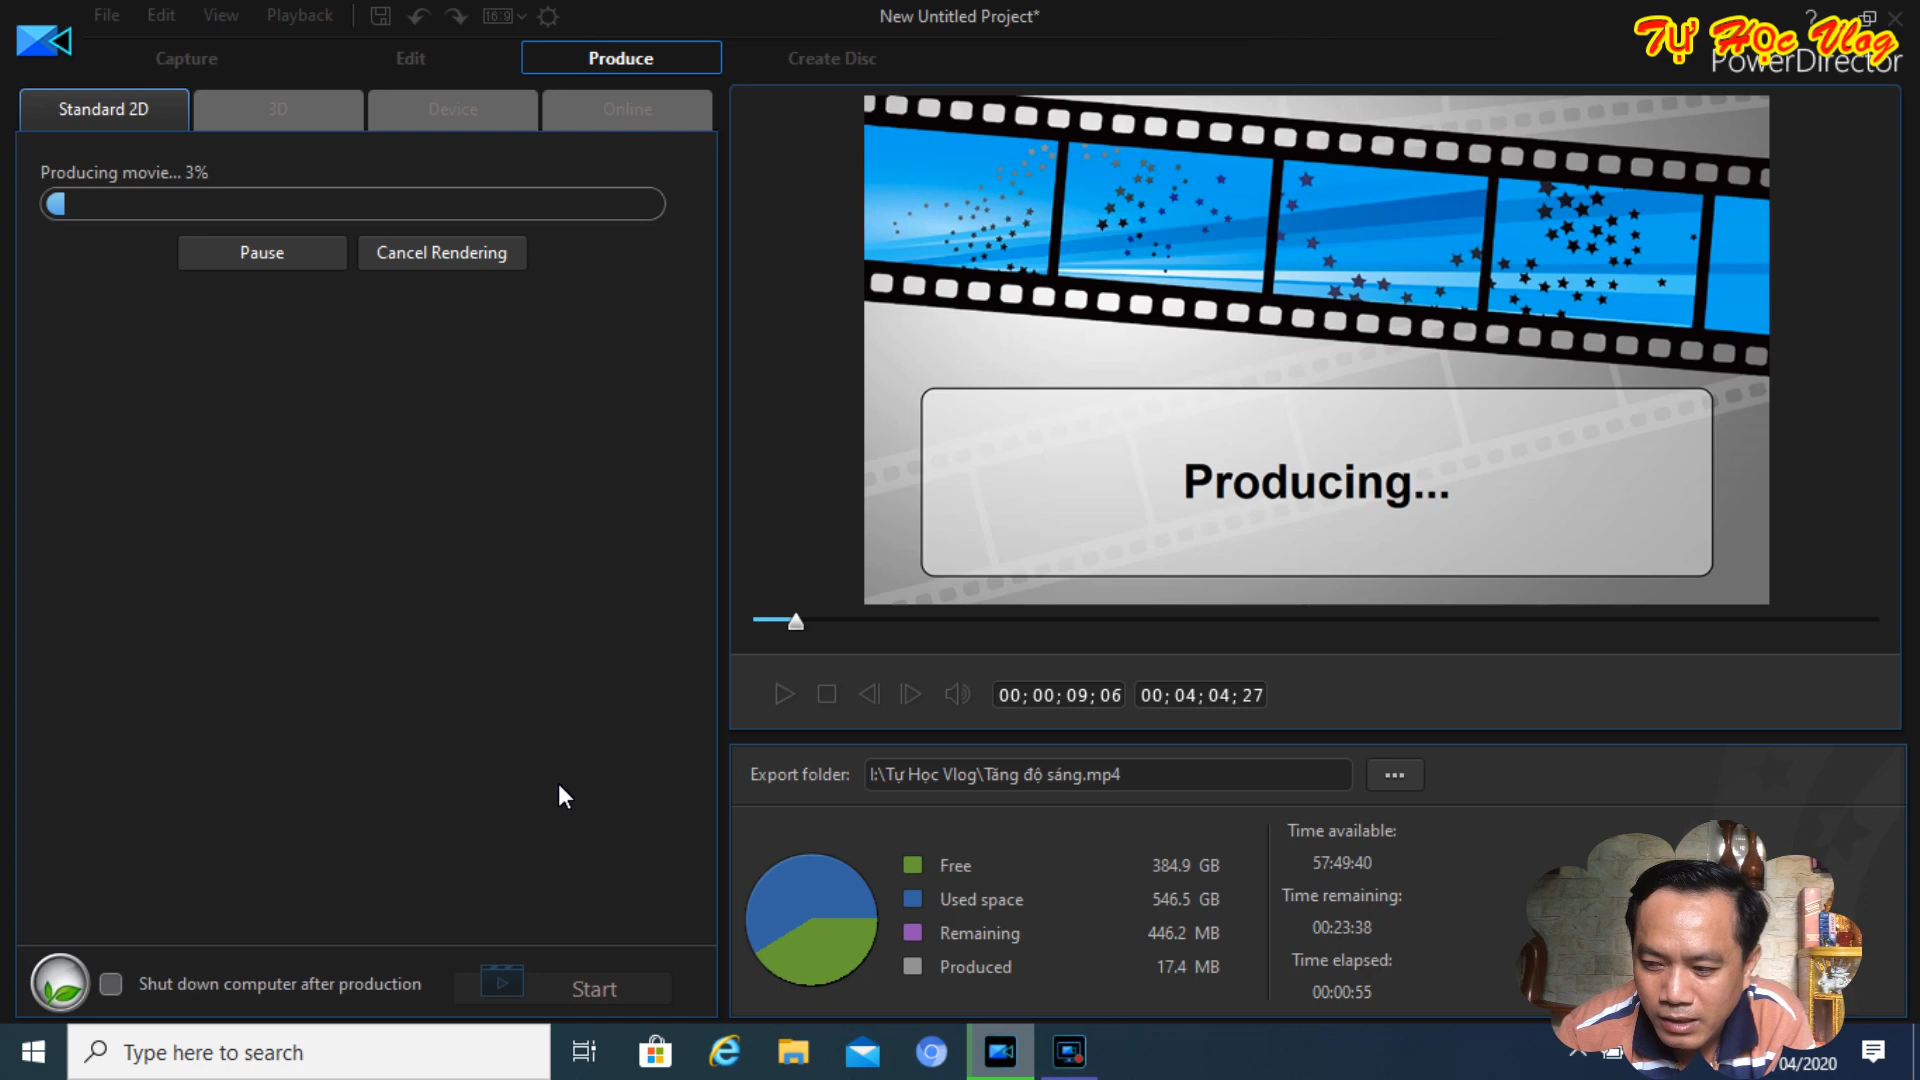 File Edit View Playback 16:9 New Untitled Project* ?
Tự Học Vlog
PowerDirector
Capture Edit Produce Create Disc
Standard 2D 3D Device Online
Producing movie... 3%
Pause Cancel Rendering
Producing...
00;00;09;06 00;04;04;27
Export folder: I:\Tự Học Vlog\Tăng độ sáng.mp4 ...
Free 384.9 GB
Used space 546.5 GB
Remaining 446.2 MB
Produced 17.4 MB
Time available:
57:49:40
Time remaining:
00:23:38
Time elapsed:
00:00:55
Shut down computer after production Start
Type here to search
04/2020